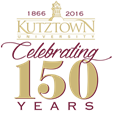 1866 2016
KUTZTOWN
UNIVERSITY
Celebrating
150
YEARS